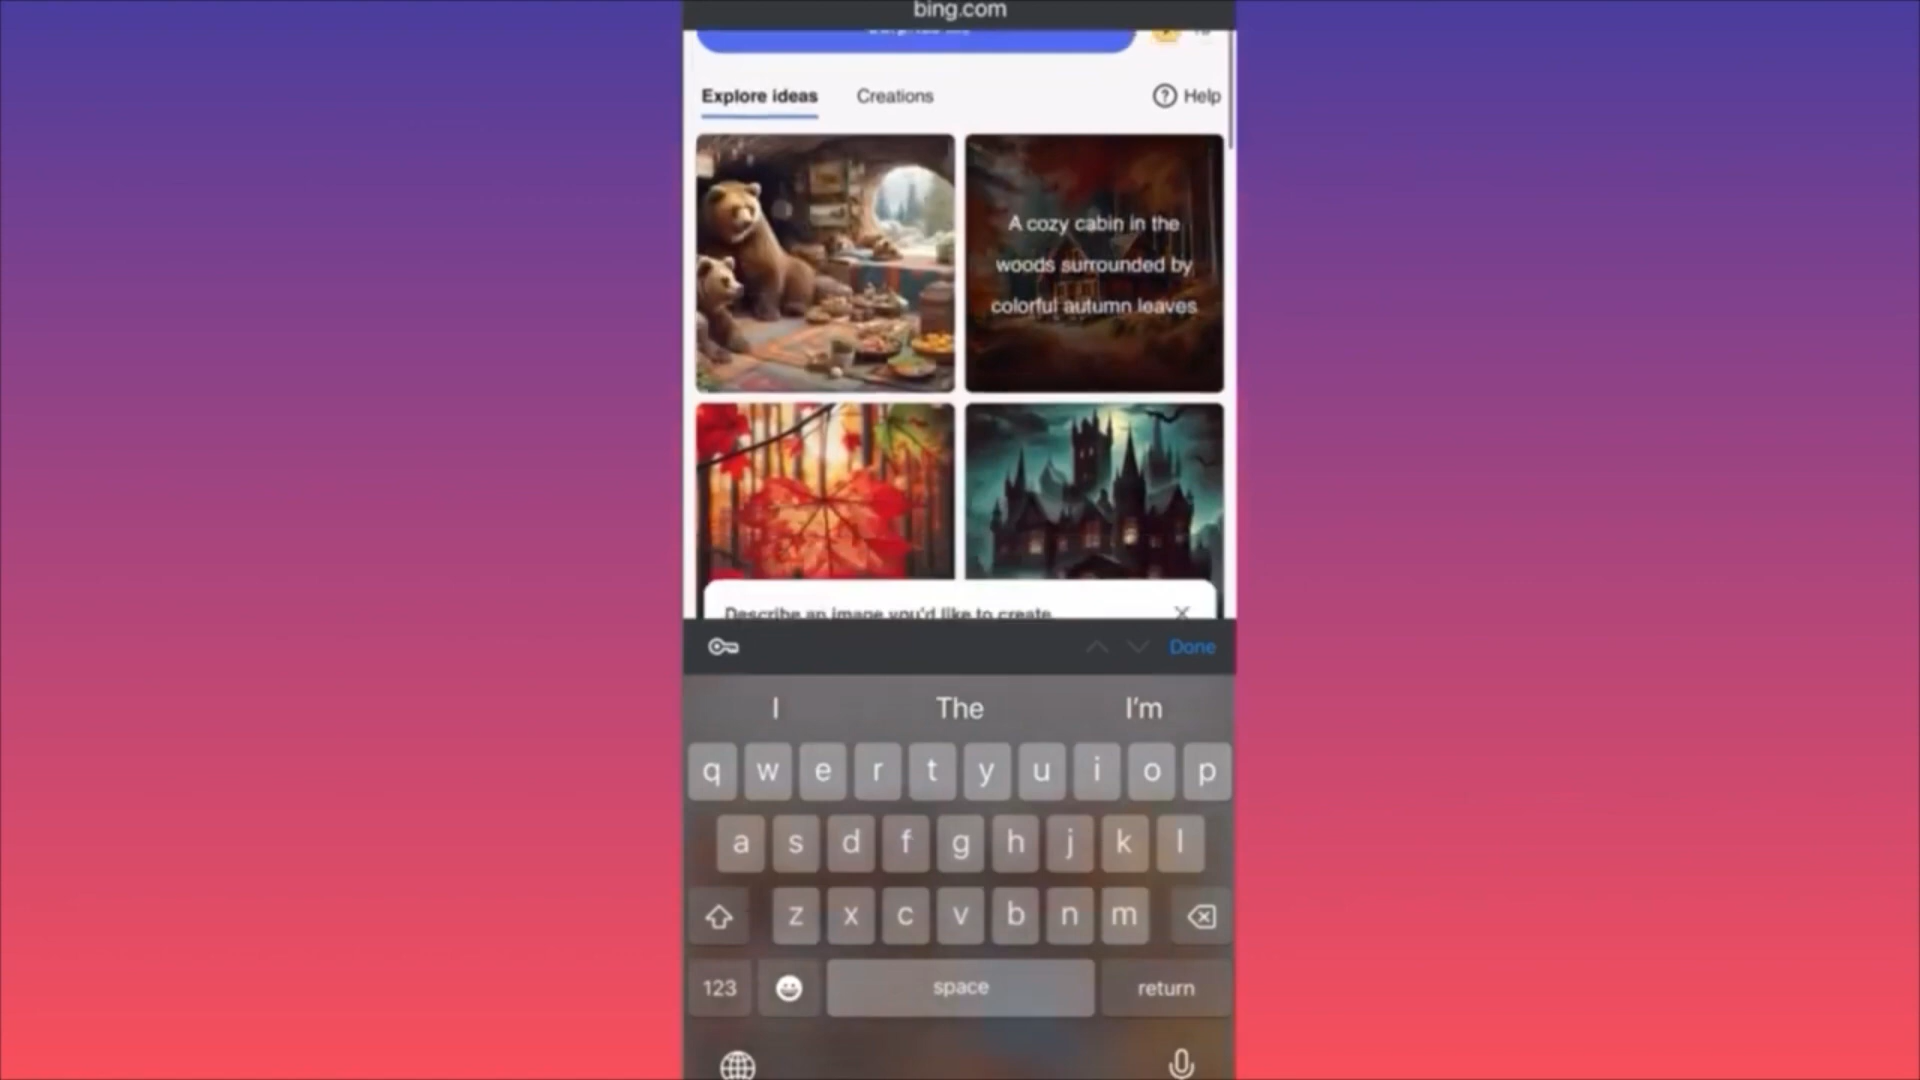 bing.com
Explore ideas
Creations
Help
A cozy cabin in the
woods surrounded by
colorful autumn leaves
Describe an image you'd like to create
Done
I The I'm
q w e r t y u i o p
a s d f g h j k l
z x c v b n m
123 space return